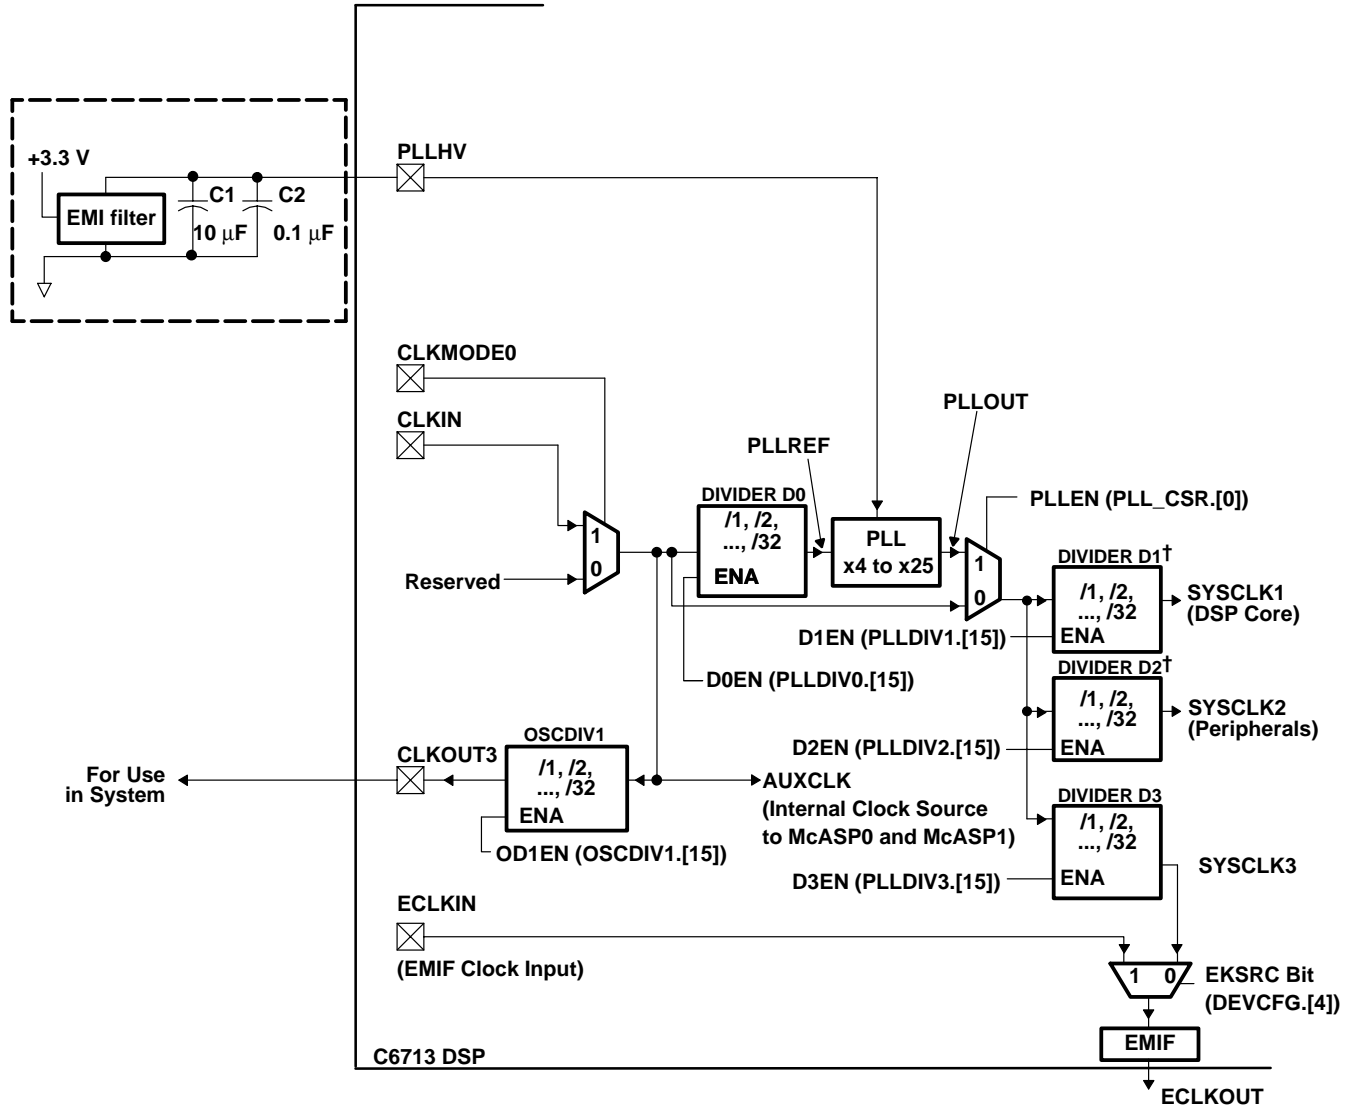 +3.3 V
EMI filter
C1
C2
10 μF
0.1 μF
PLLHV
CLKMODE0
CLKIN
Reserved
1
0
DIVIDER D0
/1, /2,
..., /32
ENA
D0EN (PLLDIV0.[15])
PLLREF
PLL
x4 to x25
PLLOUT
1
0
PLLEN (PLL_CSR.[0])
DIVIDER D1†
/1, /2,
..., /32
ENA
D1EN (PLLDIV1.[15])
SYSCLK1
(DSP Core)
DIVIDER D2†
/1, /2,
..., /32
ENA
D2EN (PLLDIV2.[15])
SYSCLK2
(Peripherals)
DIVIDER D3
/1, /2,
..., /32
ENA
D3EN (PLLDIV3.[15])
SYSCLK3
For Use
in System
CLKOUT3
OSCDIV1
/1, /2,
..., /32
ENA
OD1EN (OSCDIV1.[15])
AUXCLK
(Internal Clock Source
to McASP0 and McASP1)
ECLKIN
(EMIF Clock Input)
1 0
EKSRC Bit
(DEVCFG.[4])
EMIF
C6713 DSP
ECLKOUT